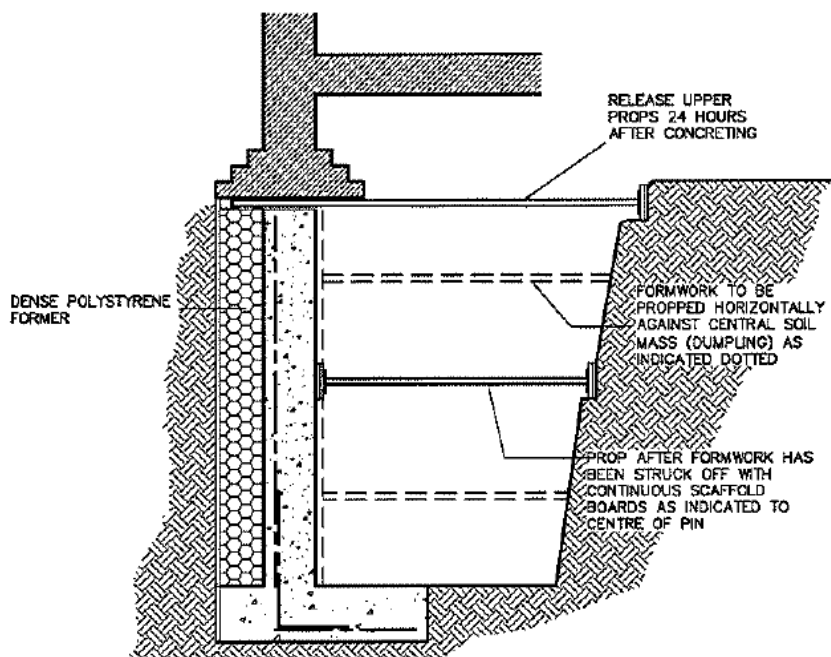 RELEASE UPPER
PROPS 24 HOURS
AFTER CONCRETING
DENSE POLYSTYRENE
FORMER
FORMWORK TO BE
PROPPED HORIZONTALLY
AGAINST CENTRAL SOIL
MASS (DUMPLING) AS
INDICATED DOTTED
PROP AFTER FORMWORK HAS
BEEN STRUCK OFF WITH
CONTINUOUS SCAFFOLD
BOARDS AS INDICATED TO
CENTRE OF PIN